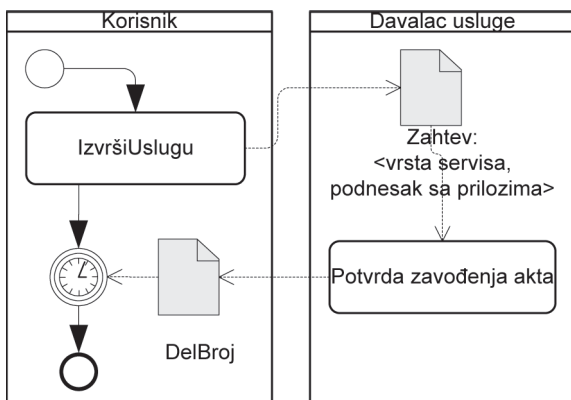 Korisnik
Davalac usluge
IzvršiUslugu
Zahtev:
<vrsta servisa,
podnesak sa prilozima>
Potvrda zavođenja akta
DelBroj